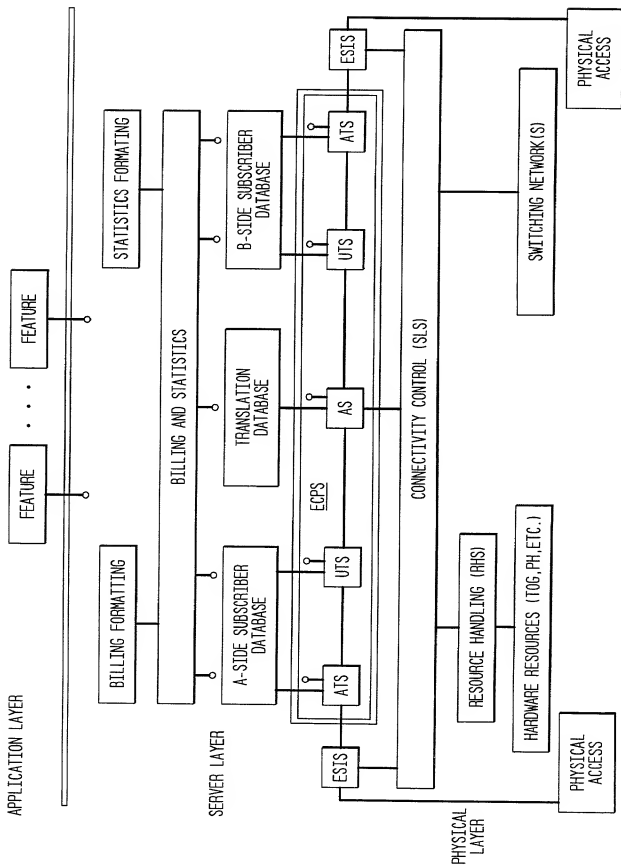 APPLICATION LAYER
FEATURE
. . .
FEATURE
BILLING FORMATTING
STATISTICS FORMATING
BILLING AND STATISTICS
SERVER LAYER
A-SIDE SUBSCRIBER
DATABASE
TRANSLATION
DATABASE
B-SIDE SUBSCRIBER
DATABASE
ECPS
ESIS
ATS
UTS
AS
UTS
ATS
ESIS
CONNECTIVITY CONTROL (SLS)
PHYSICAL
LAYER
RESOURCE HANDLING (RHS)
HARDWARE RESOURCES (TOG,PH,ETC.)
SWITCHING NETWORK(S)
PHYSICAL
ACCESS
PHYSICAL
ACCESS